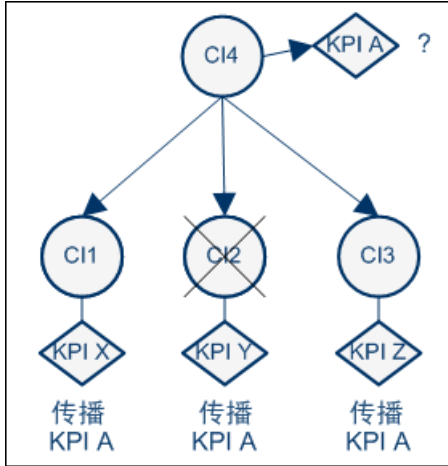 CI4
KPI A
?
CI1
CI2
CI3
KPI X
KPI Y
KPI Z
传播
KPI A
传播
KPI A
传播
KPI A